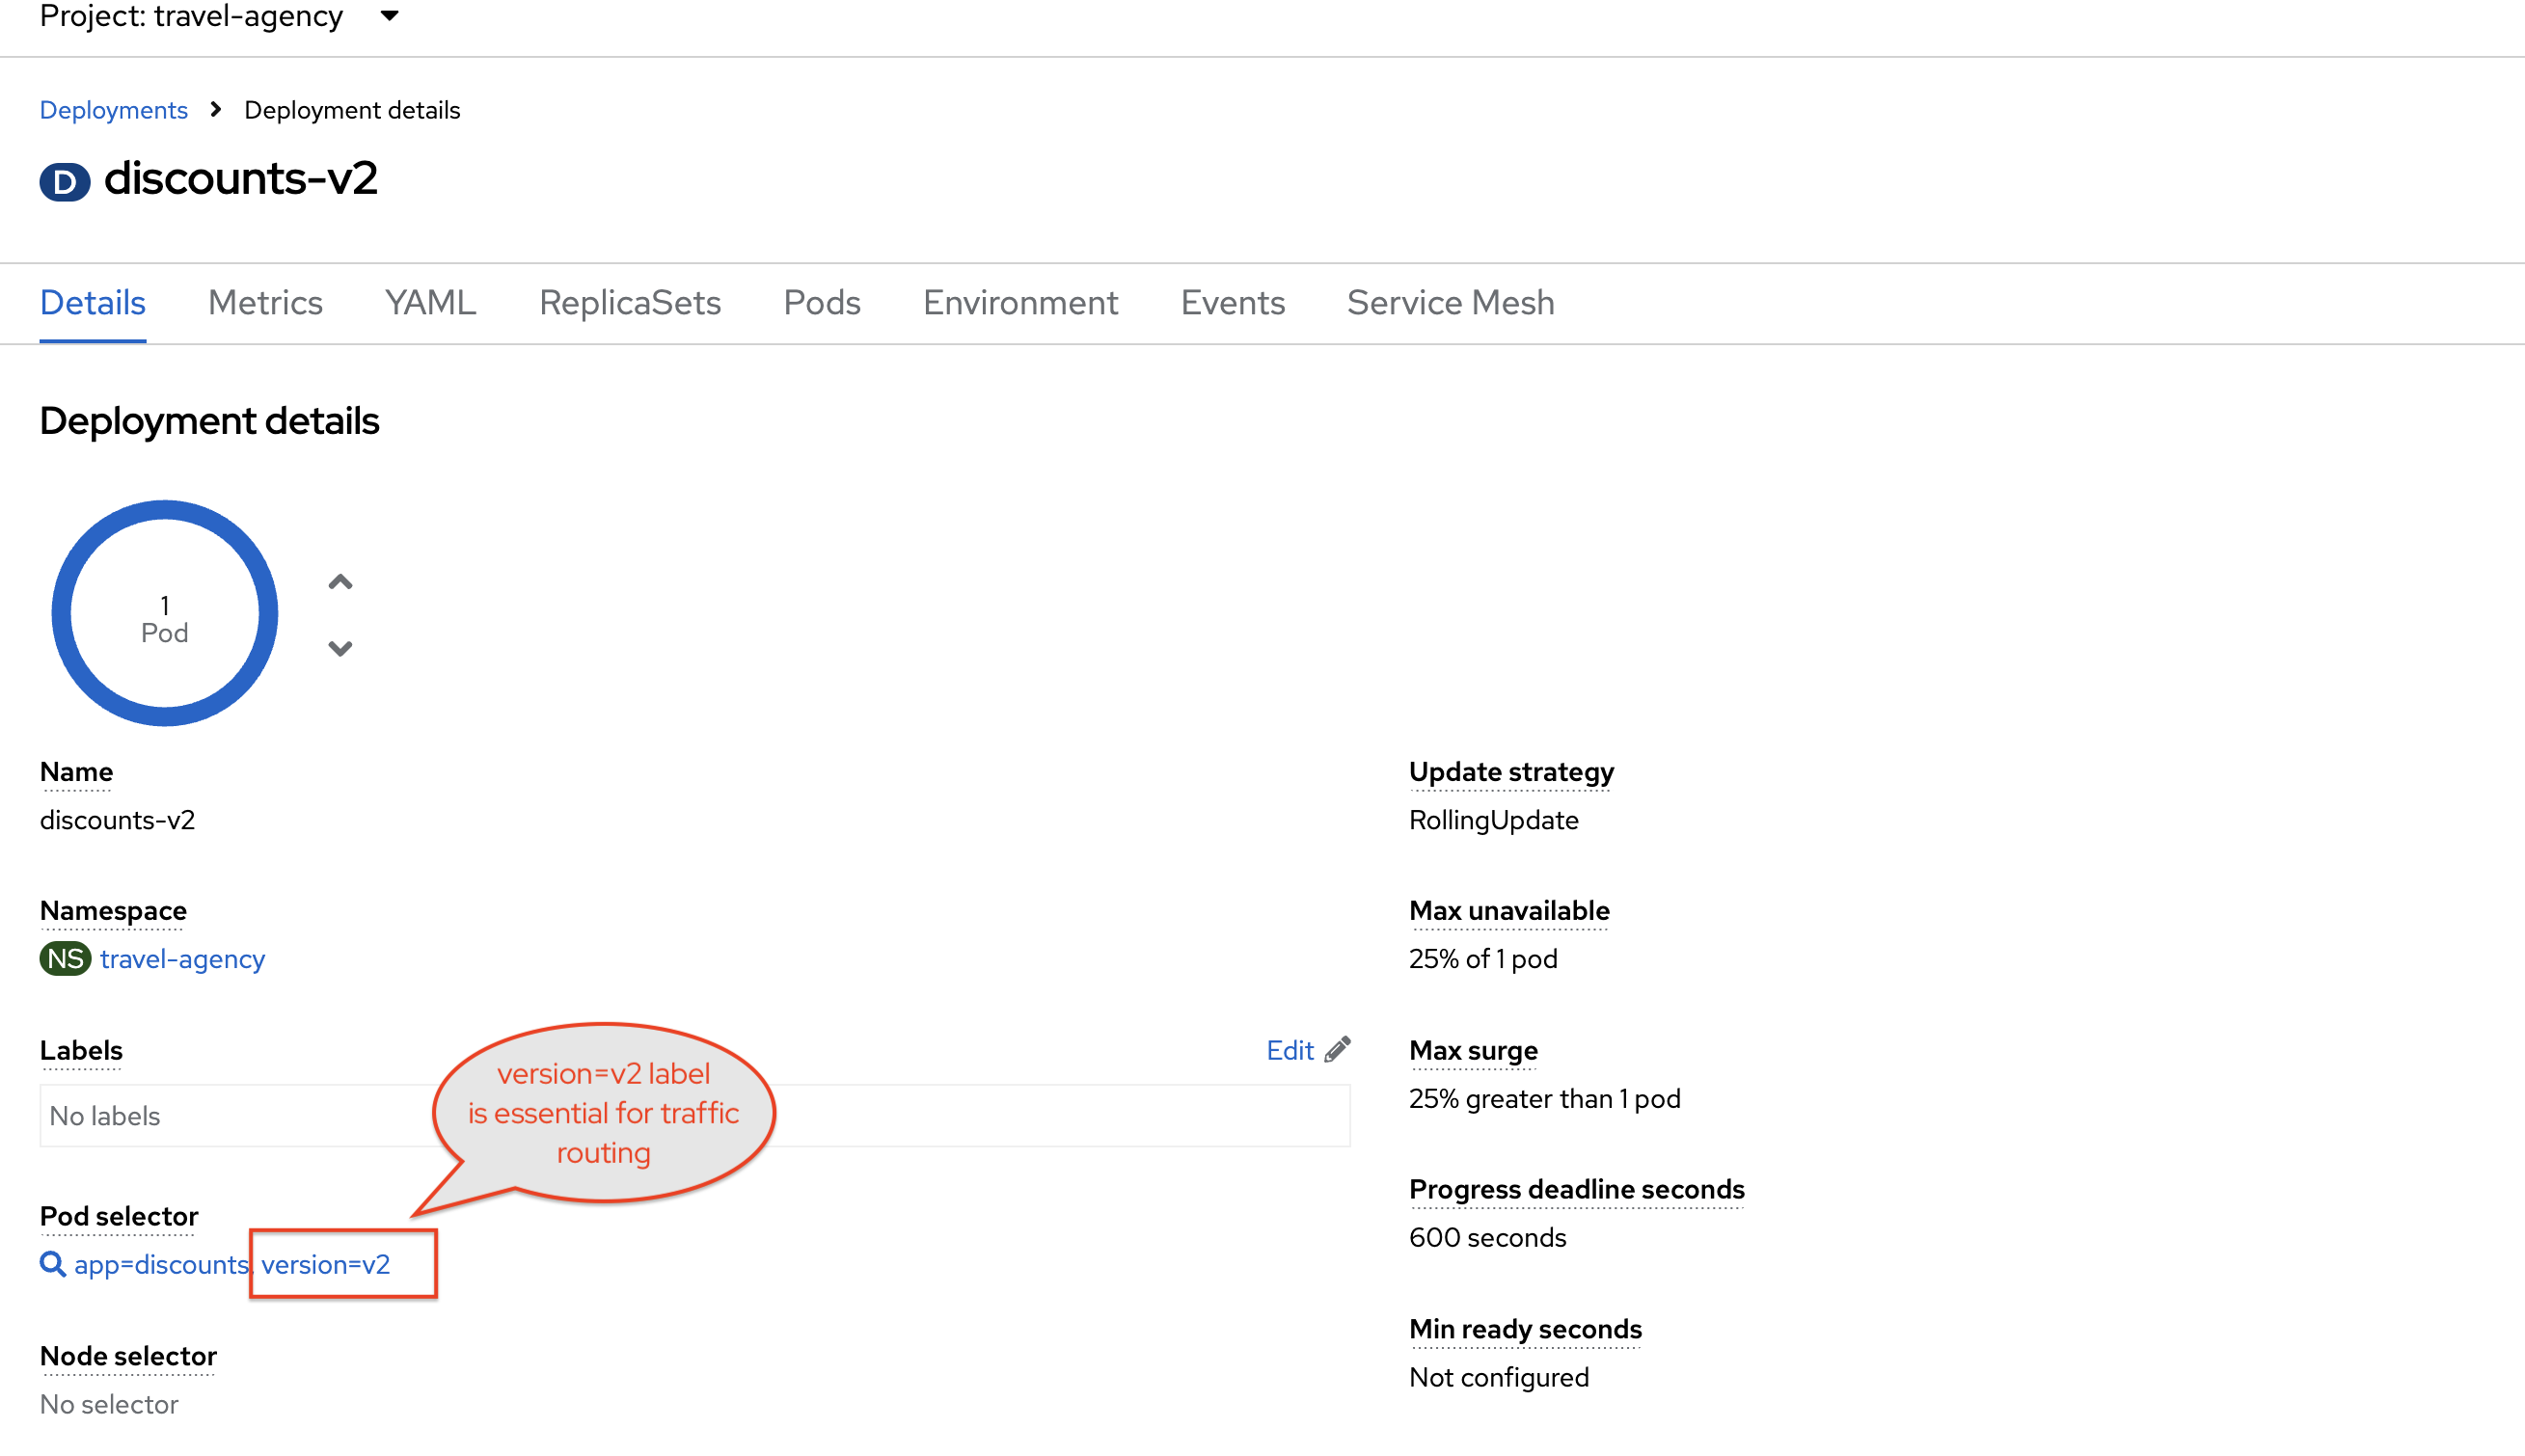 Project: travel-agency
Deployments > Deployment details
D discounts-v2
Details Metrics YAML ReplicaSets Pods Environment Events Service Mesh
Deployment details
1
Pod
Name
discounts-v2
Namespace
NS travel-agency
Labels
Edit
No labels
version=v2 label
is essential for traffic
routing
Pod selector
app=discounts, version=v2
Node selector
No selector
Update strategy
RollingUpdate
Max unavailable
25% of 1 pod
Max surge
25% greater than 1 pod
Progress deadline seconds
600 seconds
Min ready seconds
Not configured